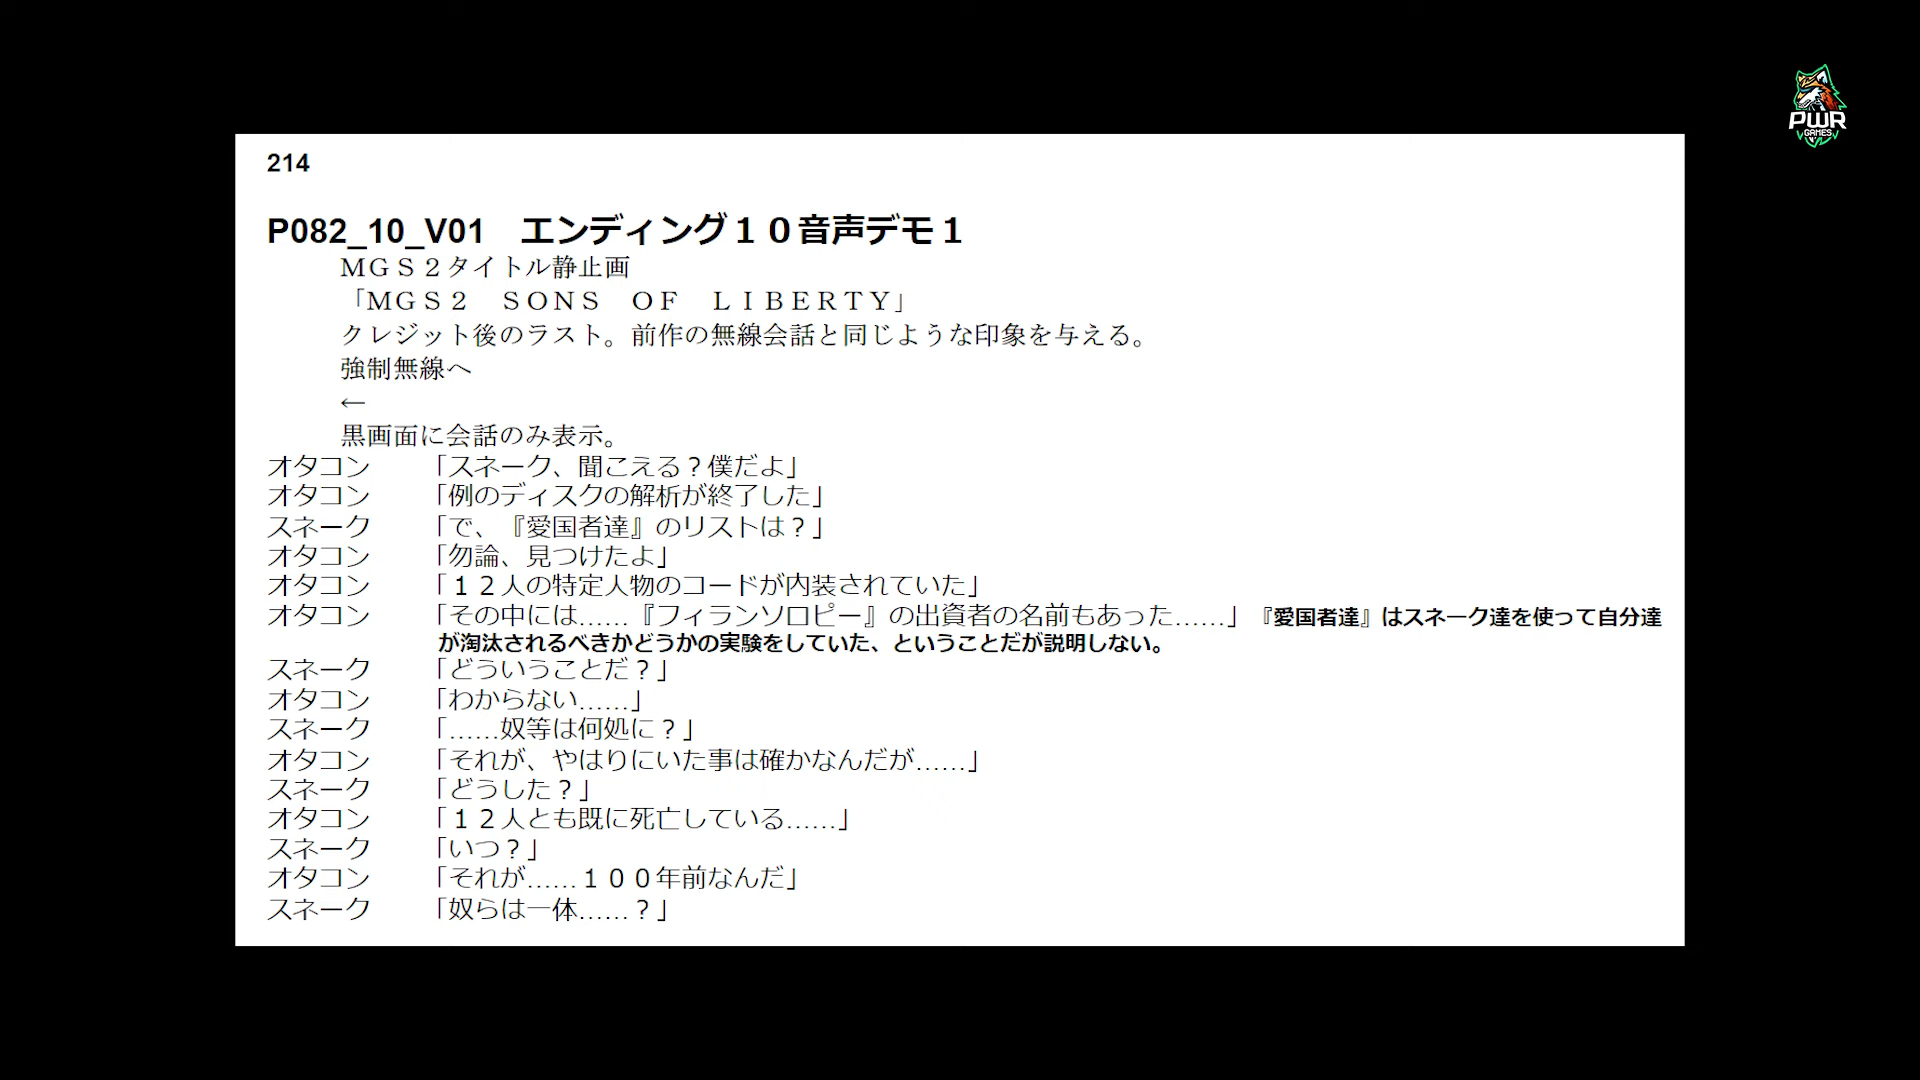 PWR
GAMES
214
P082_10_V01　エンディング１０音声デモ１
ＭＧＳ２タイトル静止画
「ＭＧＳ２　ＳＯＮＳ　ＯＦ　ＬＩＢＥＲＴＹ」
クレジット後のラスト。前作の無線会話と同じような印象を与える。
強制無線へ
←
黒画面に会話のみ表示。
オタコン　「スネーク、聞こえる？僕だよ」
オタコン　「例のディスクの解析が終了した」
スネーク　「で、『愛国者達』のリストは？」
オタコン　「勿論、見つけたよ」
オタコン　「１２人の特定人物のコードが内装されていた」
オタコン　「その中には……『フィランソロピー』の出資者の名前もあった……」『愛国者達』はスネーク達を使って自分達
が淘汰されるべきかどうかの実験をしていた、ということだが説明しない。
スネーク　「どういうことだ？」
オタコン　「わからない……」
スネーク　「……奴等は何処に？」
オタコン　「それが、やはりにいた事は確かなんだが……」
スネーク　「どうした？」
オタコン　「１２人とも既に死亡している……」
スネーク　「いつ？」
オタコン　「それが……１００年前なんだ」
スネーク　「奴らは一体……？」